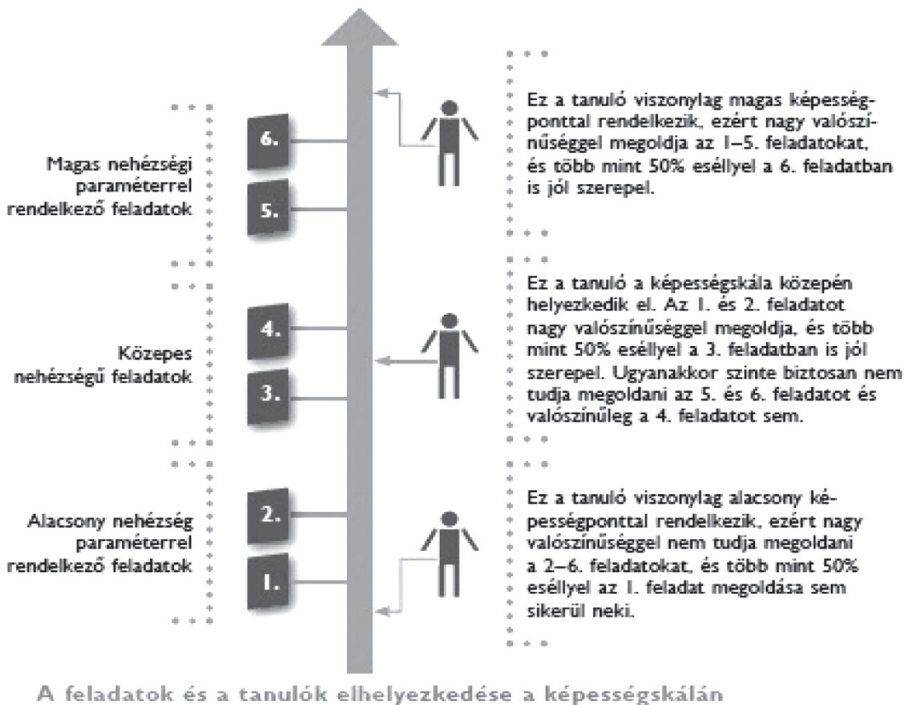 6.
Magas nehézségi
paraméterrel
rendelkező feladatok
5.
Ez a tanuló viszonylag magas képesség-
ponttal rendelkezik, ezért nagy valószí-
nűséggel megoldja az 1–5. feladatokat,
és több mint 50% eséllyel a 6. feladatban
is jól szerepel.
4.
Közepes
nehézségű feladatok
3.
Ez a tanuló a képességskála közepén
helyezkedik el. Az 1. és 2. feladatot
nagy valószínűséggel megoldja, és több
mint 50% eséllyel a 3. feladatban is jól
szerepel. Ugyanakkor szinte biztosan nem
tudja megoldani az 5. és 6. feladatot és
valószínűleg a 4. feladatot sem.
2.
Alacsony nehézség
paraméterrel
rendelkező feladatok
1.
Ez a tanuló viszonylag alacsony ké-
pességponttal rendelkezik, ezért nagy
valószínűséggel nem tudja megoldani
a 2–6. feladatokat, és több mint 50%
eséllyel az 1. feladat megoldása sem
sikerül neki.
A feladatok és a tanulók elhelyezkedése a képességskálán